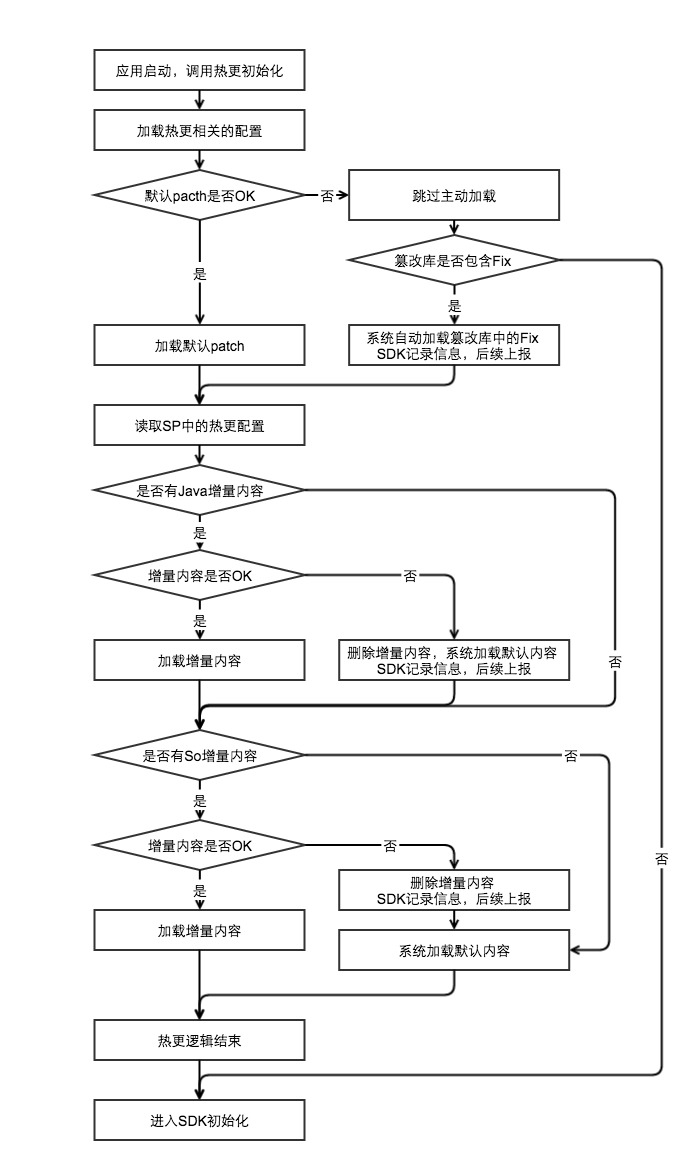 应用启动，调用热更初始化
加载热更相关的配置
默认pacth是否OK
否
跳过主动加载
篡改库是否包含Fix
是
是
加载默认patch
系统自动加载篡改库中的Fix
SDK记录信息，后续上报
读取SP中的热更配置
是否有Java增量内容
是
增量内容是否OK
否
是
加载增量内容
删除增量内容，系统加载默认内容
SDK记录信息，后续上报
否
是否有So增量内容
否
是
增量内容是否OK
否
否
是
删除增量内容
SDK记录信息，后续上报
加载增量内容
系统加载默认内容
热更逻辑结束
进入SDK初始化